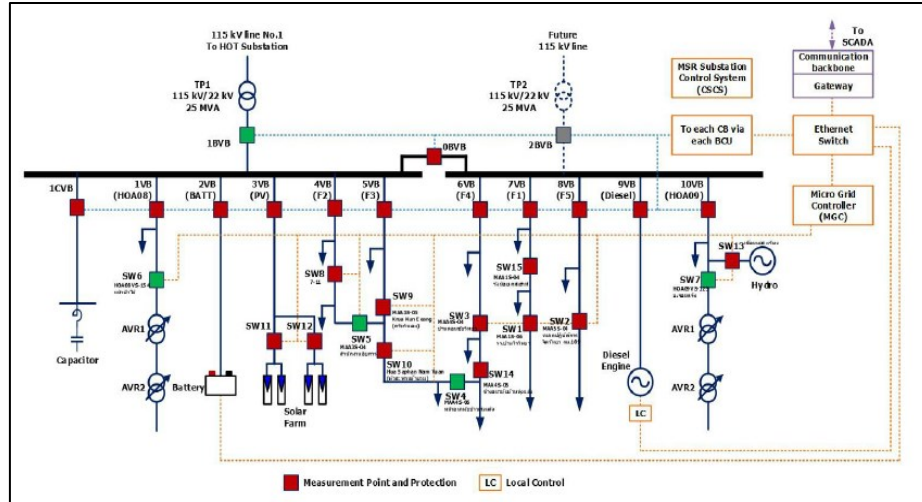 115 kV line No.1
To HOT Substation
Future
115 kV line
To
SCADA
TP1
115 kV/22 kV
25 MVA
TP2
115 kV/22 kV
25 MVA
MSR Substation
Control System
(CSCS)
Communication
backbone
Gateway
1BVB
0BVB
2BVB
To each CB via
each BCU
Ethernet
Switch
1CVB
1VB
(HOA08)
2VB
(BATT)
3VB
(PV)
4VB
(F2)
5VB
(F3)
6VB
(F4)
7VB
(F1)
8VB
(F5)
9VB
(Diesel)
10VB
(HOA09)
Micro Grid
Controller
(MGC)
SW13
Hydro
SW6
SW8
7-11
SW15
SW7
SW9
SW3
SW1
SW2
AVR1
SW11
SW12
SW5
SW10
SW14
AVR1
Capacitor
AVR2
Battery
Solar
Farm
SW4
Diesel
Engine
AVR2
LC
Measurement Point and Protection
LC
Local Control